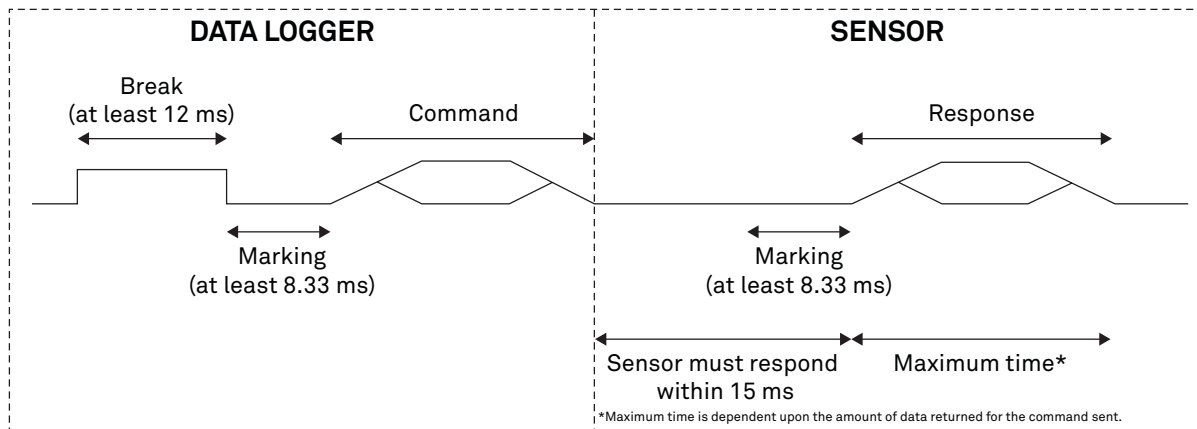 DATA LOGGER
SENSOR
Break
(at least 12 ms)
Command
Response
Marking
(at least 8.33 ms)
Marking
(at least 8.33 ms)
Sensor must respond
within 15 ms
Maximum time*
*Maximum time is dependent upon the amount of data returned for the command sent.